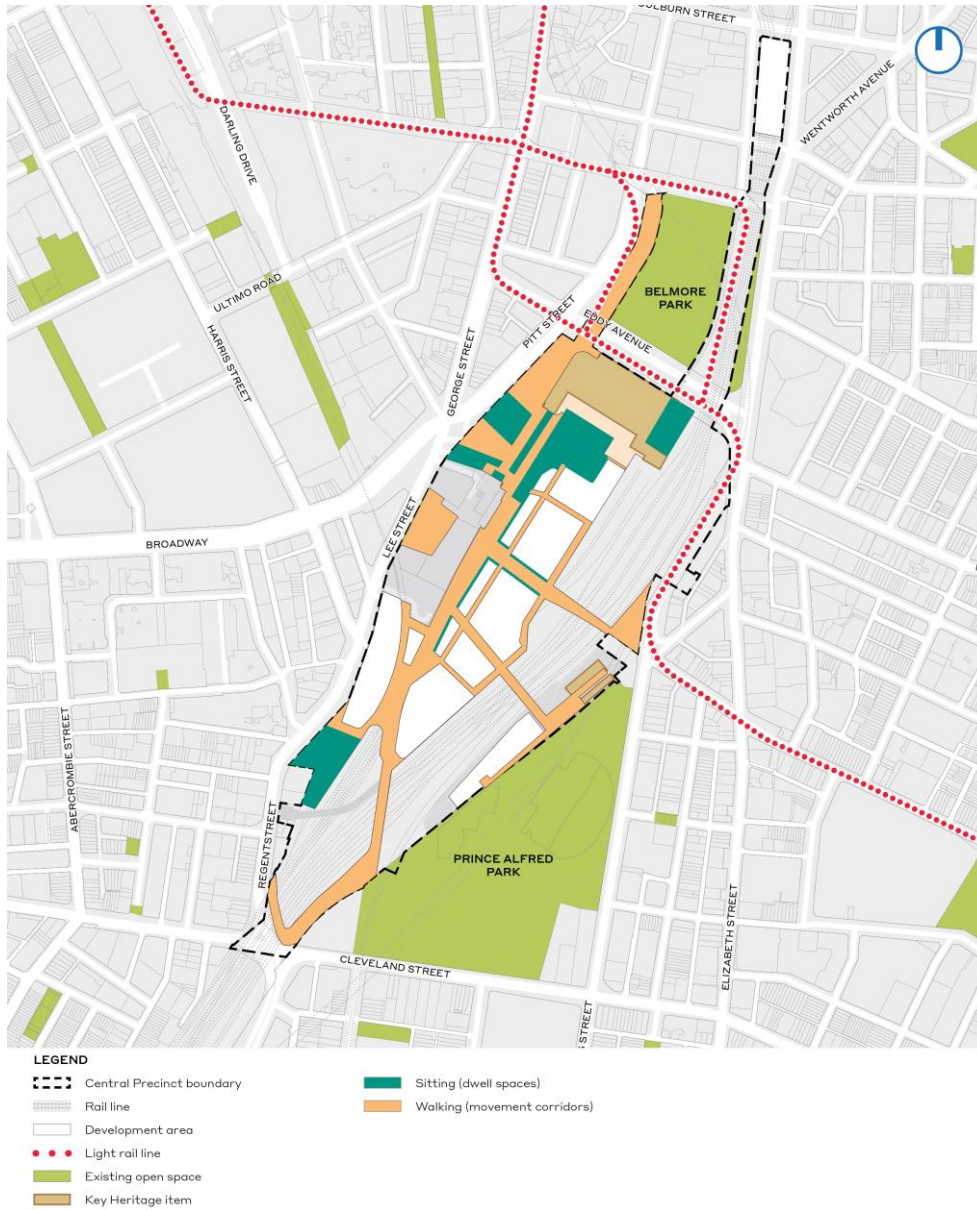 GOULBURN STREET
WENTWORTH AVENUE
DARLING DRIVE
BELMORE
PARK
ULTIMO ROAD
HARRIS STREET
PITT STREET
EDDY AVENUE
GEORGE STREET
LEE STREET
BROADWAY
ABERCROMBIE STREET
REGENTSTREET
PRINCE ALFRED
PARK
ELIZABETH STREET
CLEVELAND STREET
S STREET
LEGEND
Central Precinct boundary
Rail line
Development area
Light rail line
Existing open space
Key Heritage item
Sitting (dwell spaces)
Walking (movement corridors)